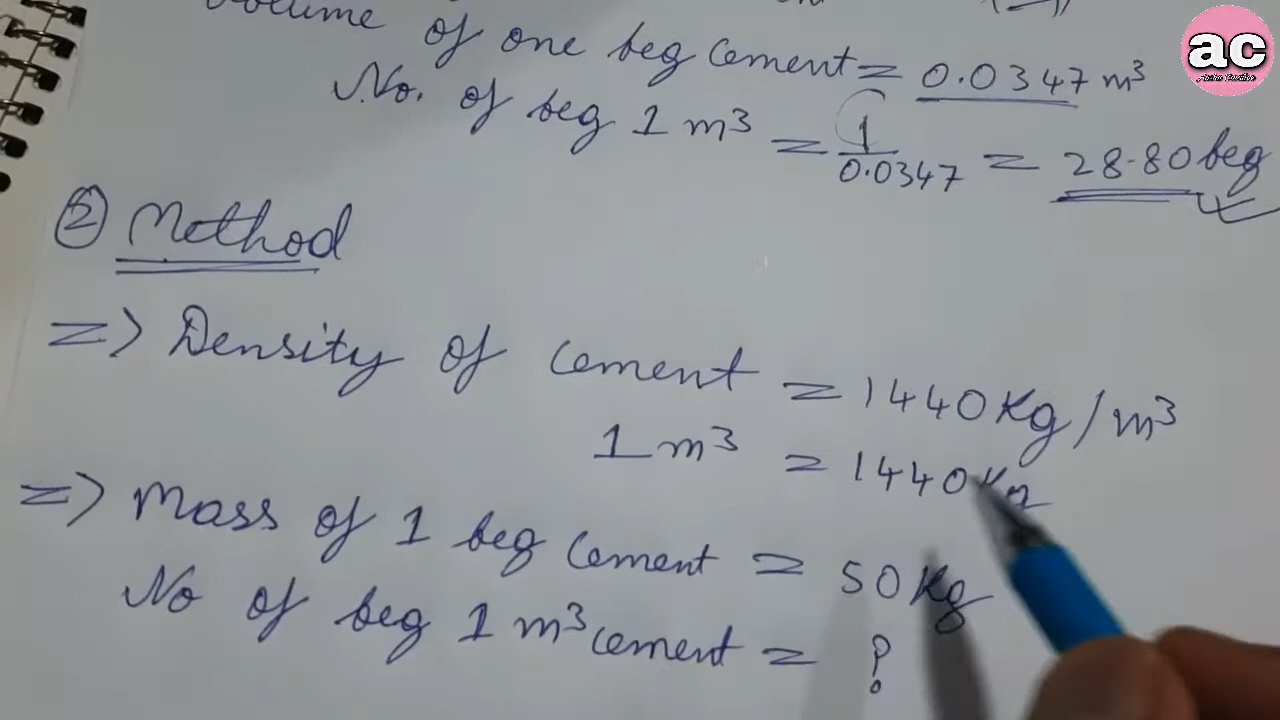 Volume of one beg cement = 0.0347 m³
No. of beg 1 m³ = 1/0.0347 = 28.80 beg
② Method
=> Density of cement = 1440 Kg/m³
1 m³ = 1440 Kg
=> Mass of 1 beg cement = 50 Kg
No of beg 1 m³ cement = ?
ac